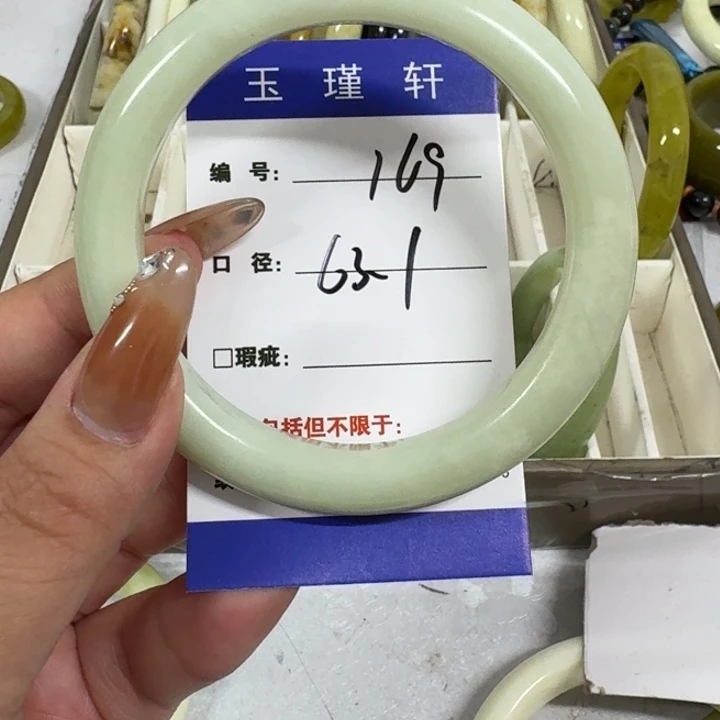 玉瑾轩
编号: 169
口径: 63.1
□瑕疵:
包括但不限于: